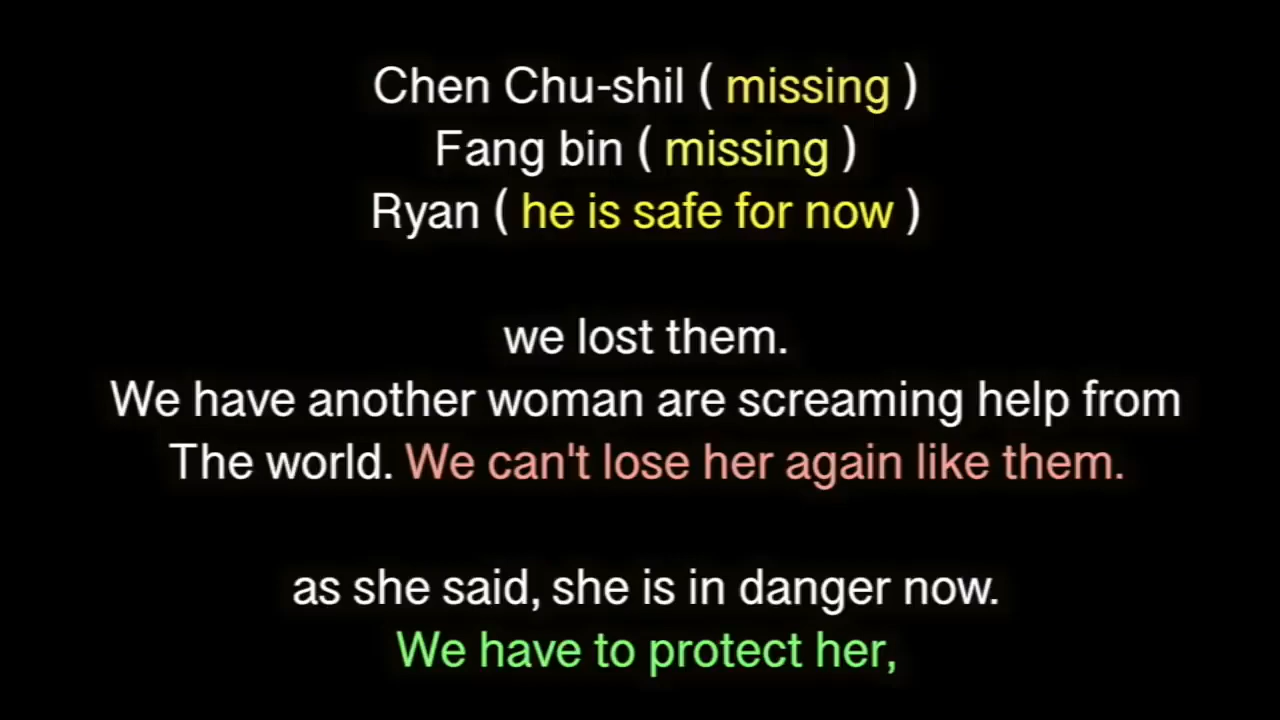 Chen Chu-shil ( missing )
Fang bin ( missing )
Ryan ( he is safe for now )
we lost them.
We have another woman are screaming help from
The world. We can't lose her again like them.
as she said, she is in danger now.
We have to protect her,